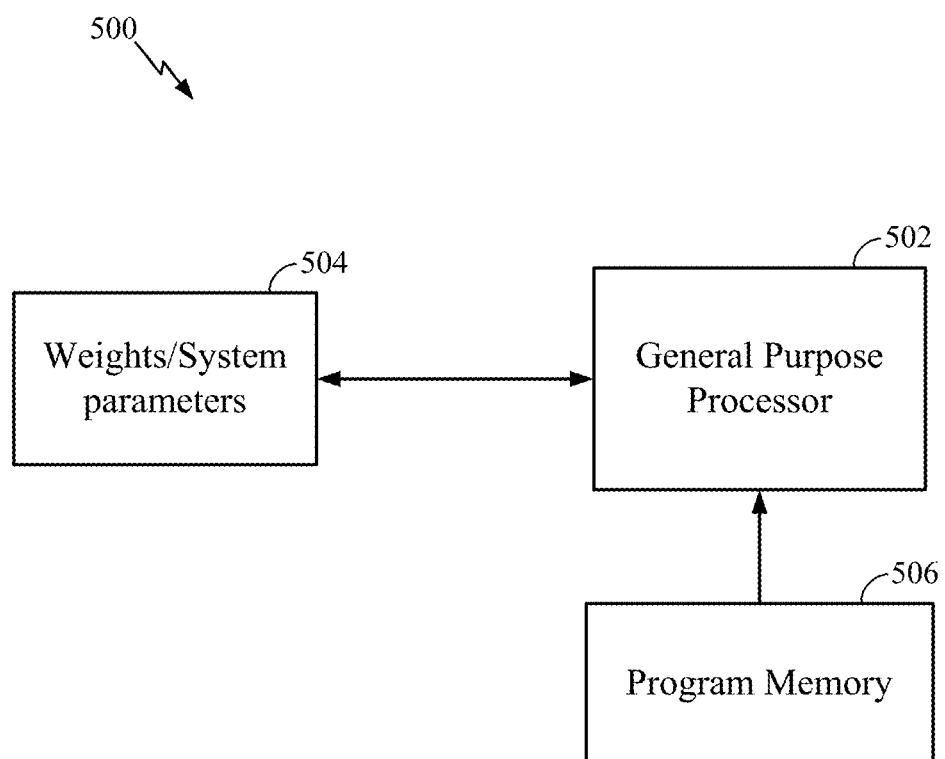 500
502
504
Weights/System
parameters
General Purpose
Processor
506
Program Memory